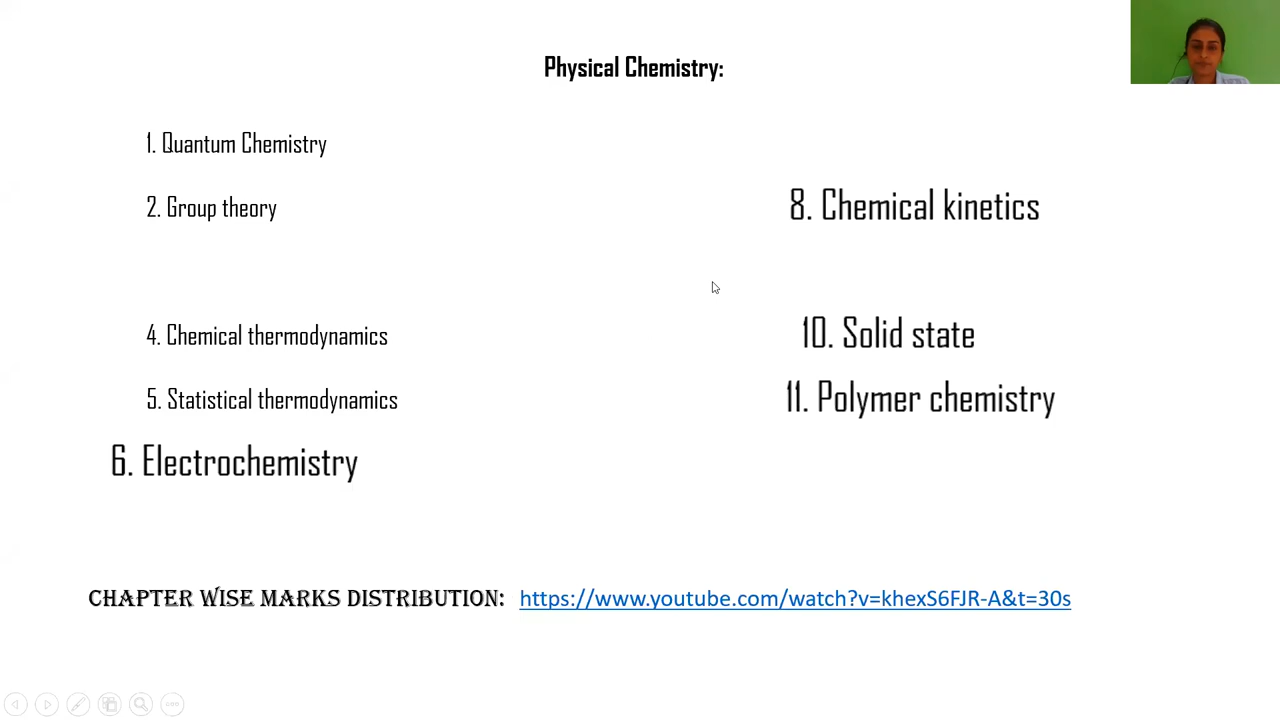 Physical Chemistry:
1. Quantum Chemistry
2. Group theory
4. Chemical thermodynamics
5. Statistical thermodynamics
6. Electrochemistry
8. Chemical kinetics
10. Solid state
11. Polymer chemistry
CHAPTER WISE MARKS DISTRIBUTION: https://www.youtube.com/watch?v=khexS6FJR-A&t=30s